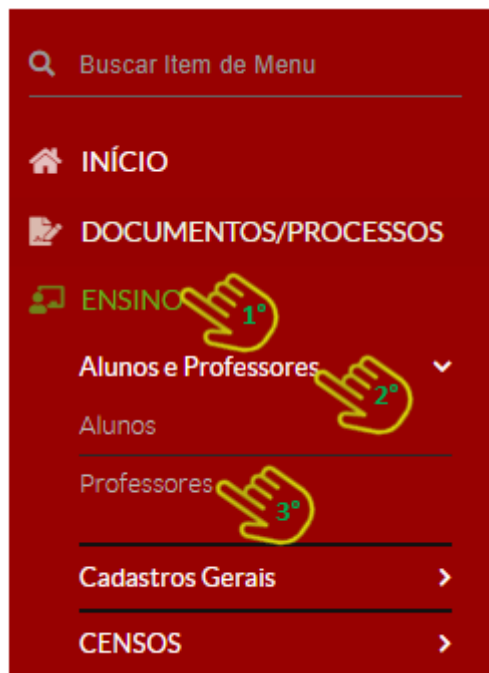 Buscar Item de Menu
INÍCIO
DOCUMENTOS/PROCESSOS
ENSINO 1°
Alunos e Professores 2°
Alunos
Professores 3°
Cadastros Gerais
CENSOS